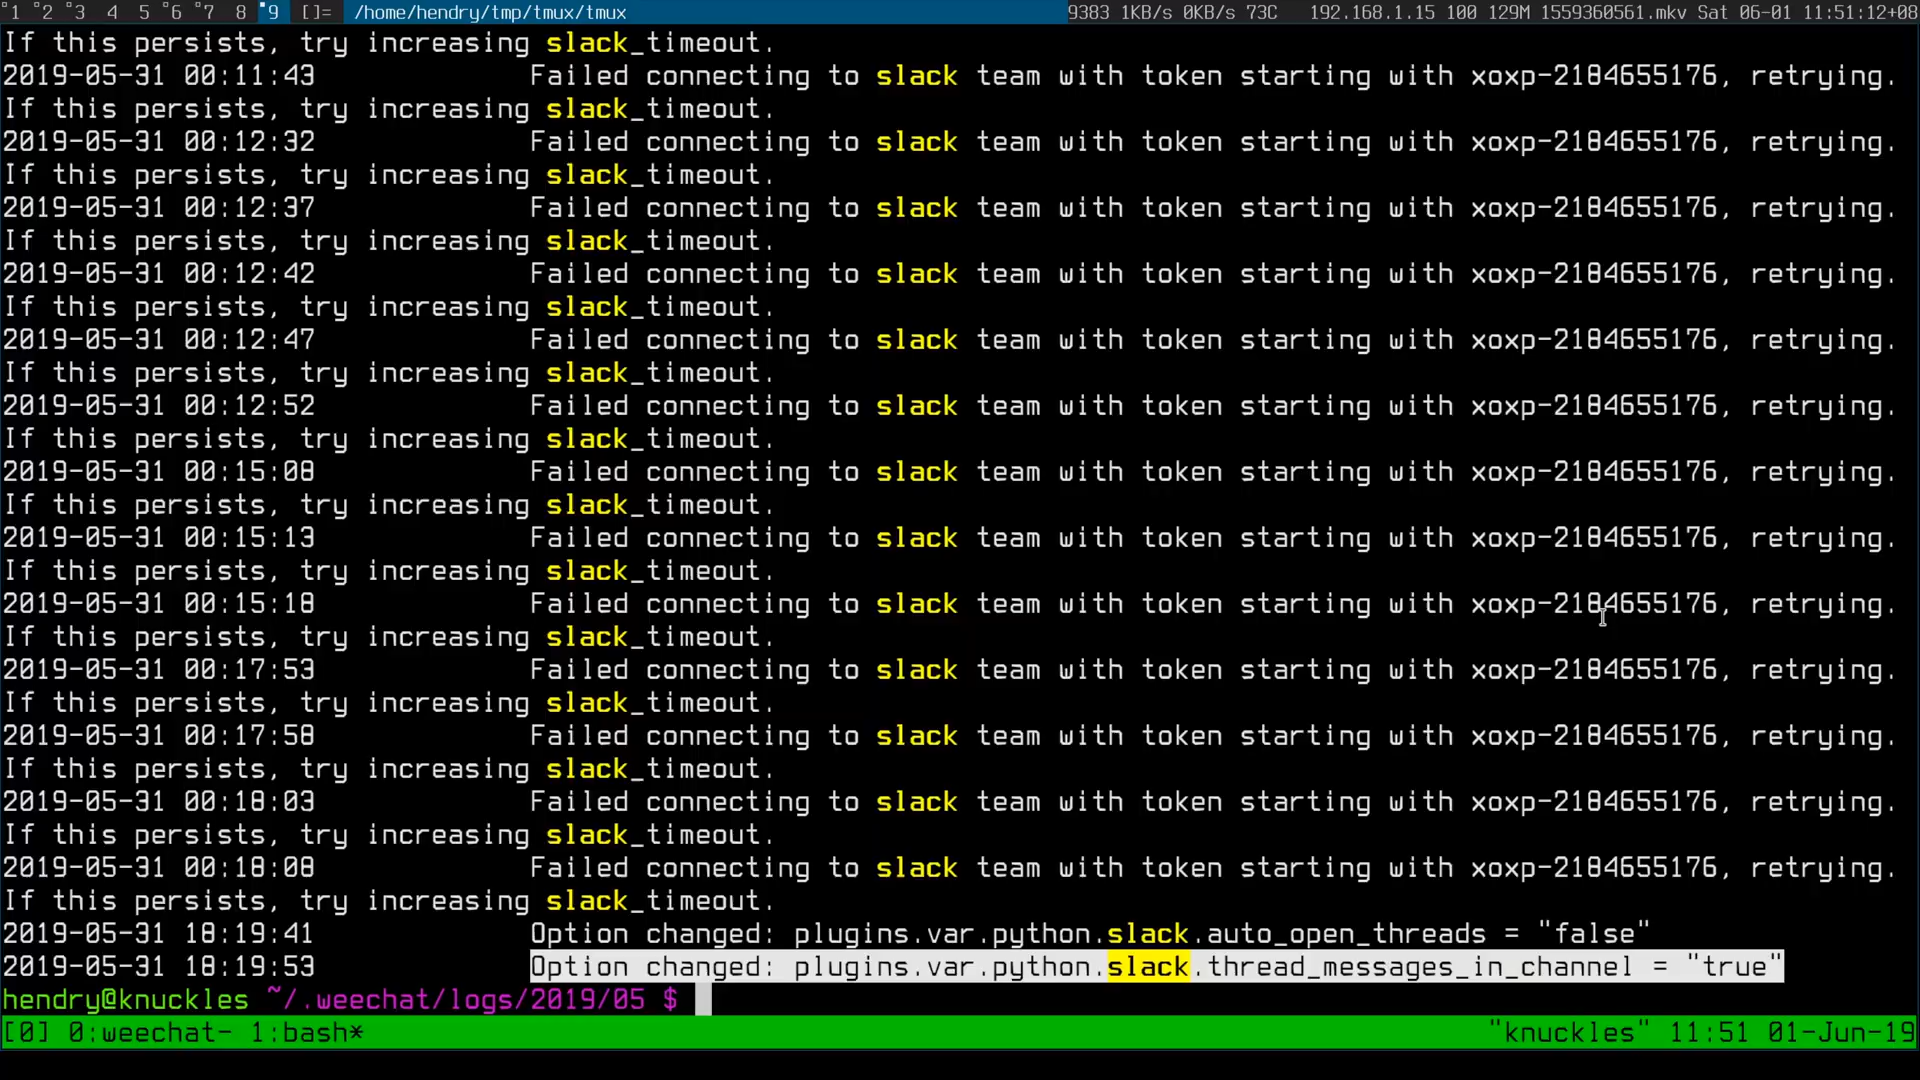 1 2 3 4 5 6 7 8 9 []= /home/hendry/tmp/tmux/tmux 9383 1KB/s 0KB/s 73C 192.168.1.15 100 129M 1559360561.mkv Sat 06-01 11:51:12+08
If this persists, try increasing slack_timeout.
2019-05-31 00:11:43 Failed connecting to slack team with token starting with xoxp-2184655176, retrying.
If this persists, try increasing slack_timeout.
2019-05-31 00:12:32 Failed connecting to slack team with token starting with xoxp-2184655176, retrying.
If this persists, try increasing slack_timeout.
2019-05-31 00:12:37 Failed connecting to slack team with token starting with xoxp-2184655176, retrying.
If this persists, try increasing slack_timeout.
2019-05-31 00:12:42 Failed connecting to slack team with token starting with xoxp-2184655176, retrying.
If this persists, try increasing slack_timeout.
2019-05-31 00:12:47 Failed connecting to slack team with token starting with xoxp-2184655176, retrying.
If this persists, try increasing slack_timeout.
2019-05-31 00:12:52 Failed connecting to slack team with token starting with xoxp-2184655176, retrying.
If this persists, try increasing slack_timeout.
2019-05-31 00:15:08 Failed connecting to slack team with token starting with xoxp-2184655176, retrying.
If this persists, try increasing slack_timeout.
2019-05-31 00:15:13 Failed connecting to slack team with token starting with xoxp-2184655176, retrying.
If this persists, try increasing slack_timeout.
2019-05-31 00:15:18 Failed connecting to slack team with token starting with xoxp-2184655176, retrying.
If this persists, try increasing slack_timeout.
2019-05-31 00:17:53 Failed connecting to slack team with token starting with xoxp-2184655176, retrying.
If this persists, try increasing slack_timeout.
2019-05-31 00:17:58 Failed connecting to slack team with token starting with xoxp-2184655176, retrying.
If this persists, try increasing slack_timeout.
2019-05-31 00:18:03 Failed connecting to slack team with token starting with xoxp-2184655176, retrying.
If this persists, try increasing slack_timeout.
2019-05-31 00:18:08 Failed connecting to slack team with token starting with xoxp-2184655176, retrying.
If this persists, try increasing slack_timeout.
2019-05-31 18:19:41 Option changed: plugins.var.python.slack.auto_open_threads = "false"
2019-05-31 18:19:53 Option changed: plugins.var.python.slack.thread_messages_in_channel = "true"
hendry@knuckles ~/.weechat/logs/2019/05 $
[0] 0:weechat- 1:bash* "knuckles" 11:51 01-Jun-19